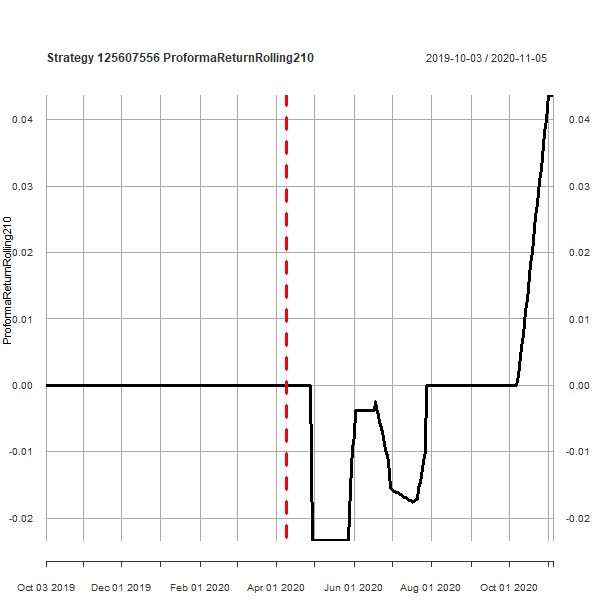 Strategy 125607556 ProformaReturnRolling210
2019-10-03 / 2020-11-05
0.04
0.04
0.03
0.03
0.02
0.02
0.01
0.01
0.00
0.00
-0.01
-0.01
-0.02
-0.02
ProformaReturnRolling210
Oct 03 2019
Dec 01 2019
Feb 02 2020
Apr 01 2020
Jun 01 2020
Aug 02 2020
Oct 01 2020